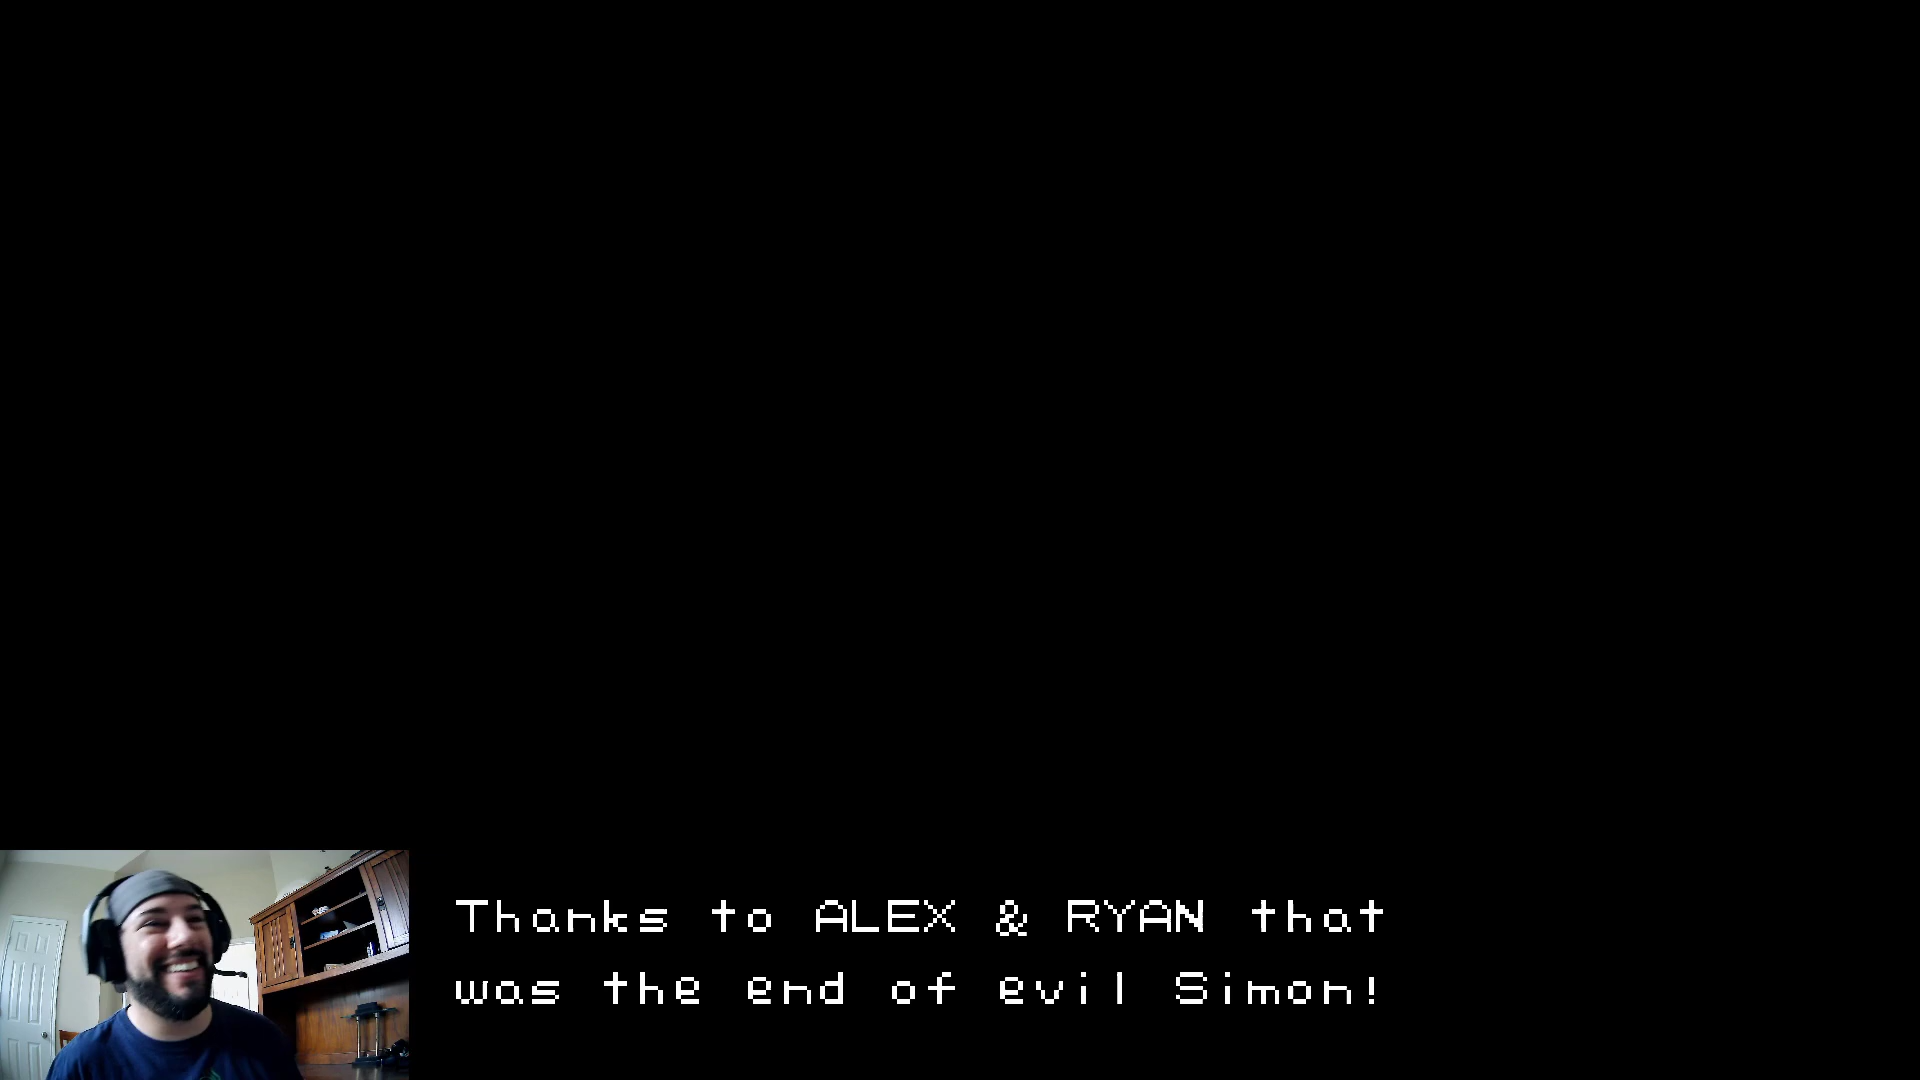 Thanks to ALEX & RYAN that
was the end of evil Simon!